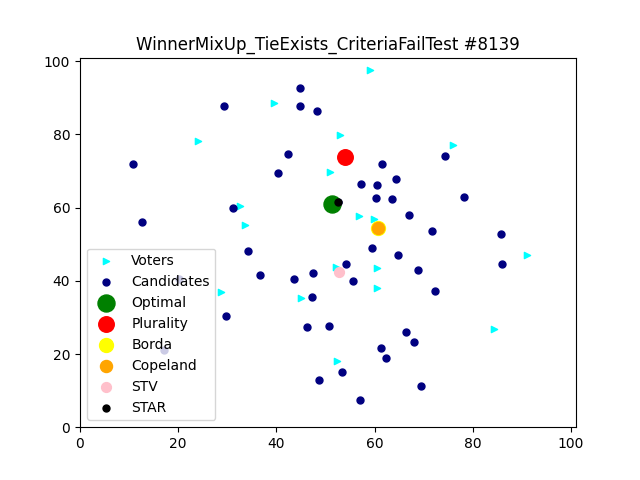 WinnerMixUp_TieExists_CriteriaFailTest #8139
100
80
60
40
20
0
Voters
Candidates
Optimal
Plurality
Borda
Copeland
STV
STAR
0 20 40 60 80 100